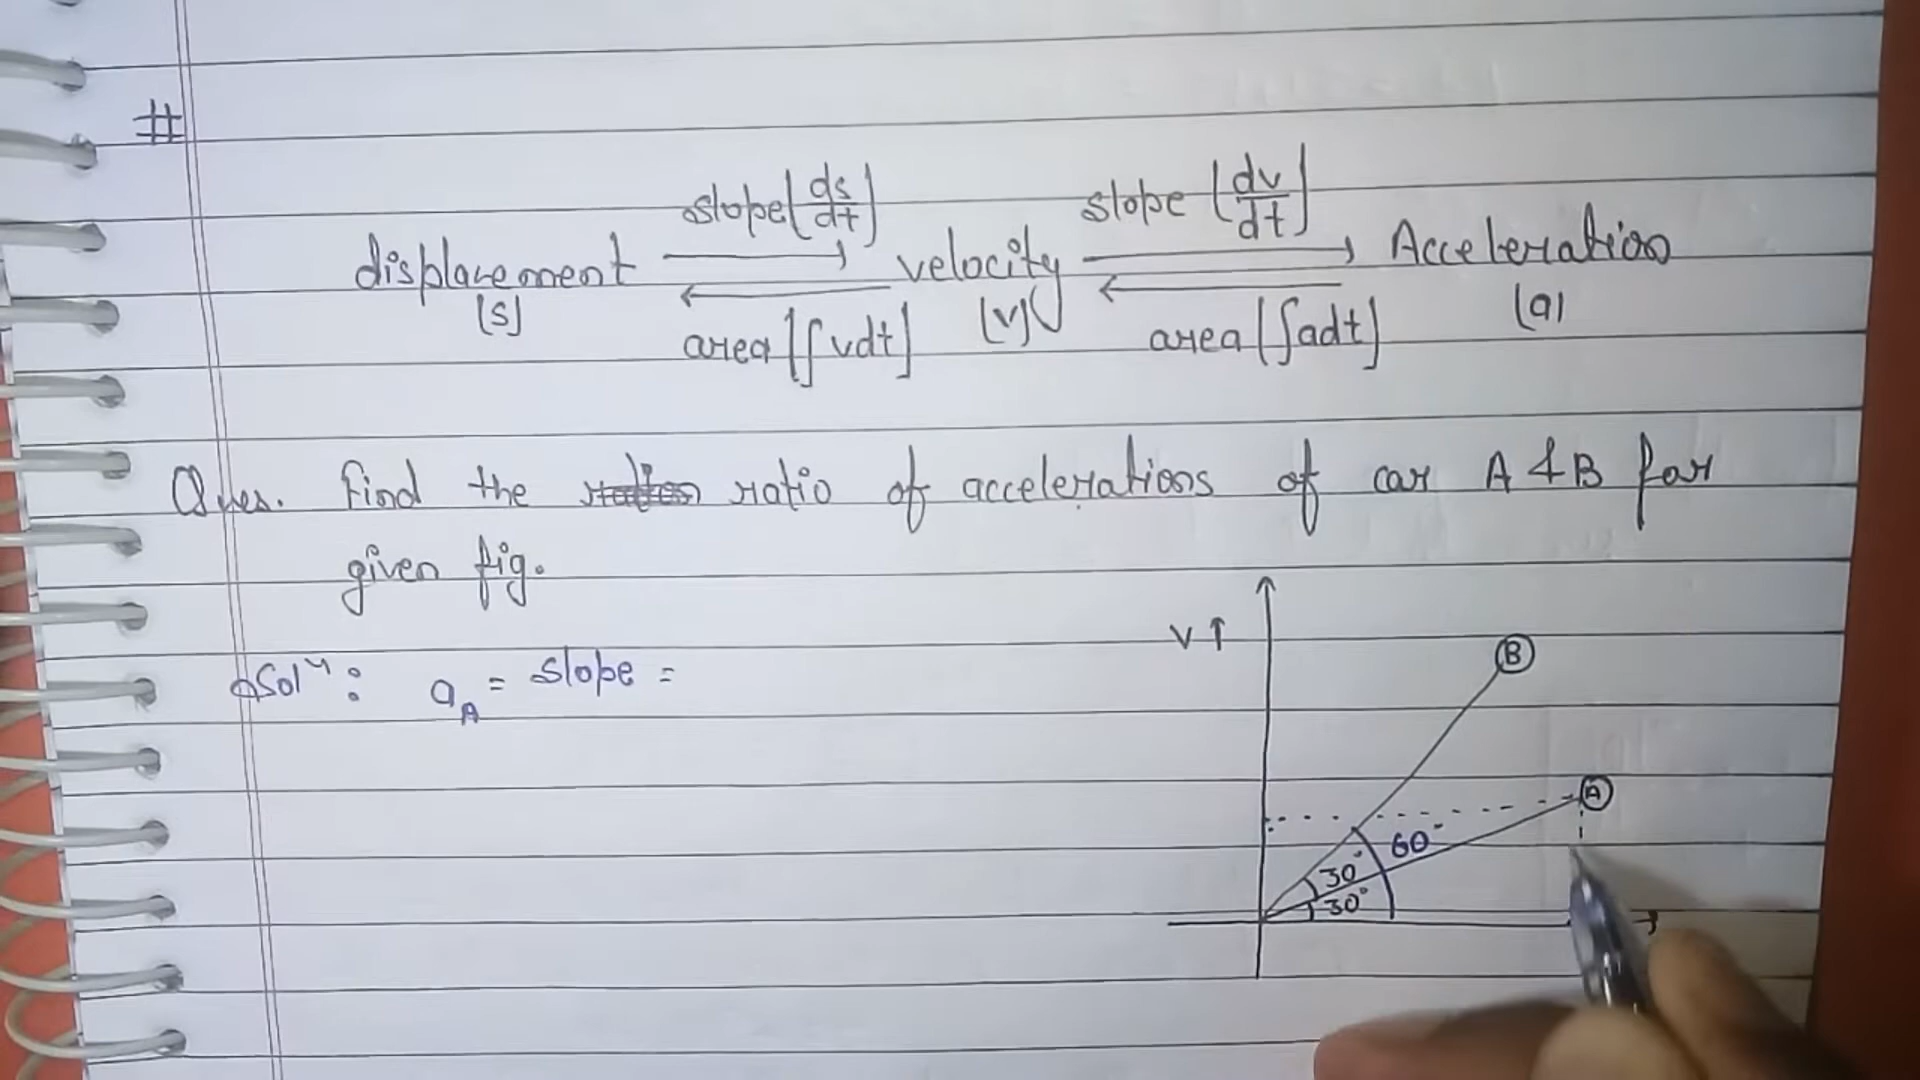 #
slope (ds/dt) slope (dv/dt)
displacement velocity Acceleration
(s) (v) (a)
area (∫vdt) area (∫adt)
Ques. Find the ratio of accelerations of car A & B for
given fig.
V ↑
B
Solⁿ: a_A = slope =
A
60°
30°
30°